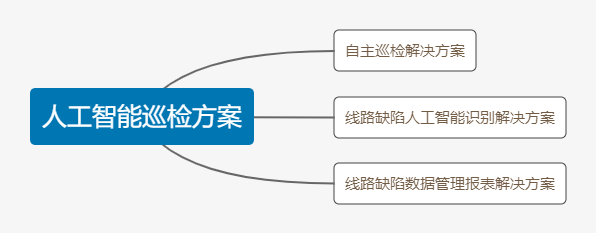 自主巡检解决方案
人工智能巡检方案
线路缺陷人工智能识别解决方案
线路缺陷数据管理报表解决方案